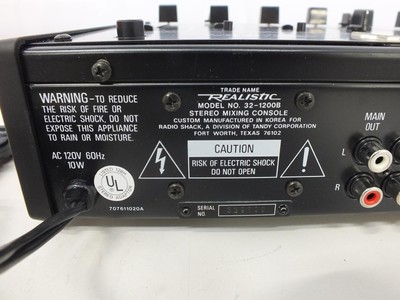 WARNING-TO REDUCE
THE RISK OF FIRE OR
ELECTRIC SHOCK, DO NOT
EXPOSE THIS APPLIANCE
TO RAIN OR MOISTURE.
AC 120V 60Hz
10W
UL
707611020A
TRADE NAME
REALISTIC
MODEL NO. 32-1200B
STEREO MIXING CONSOLE
CUSTOM MANUFACTURED IN KOREA FOR
RADIO SHACK, A DIVISION OF TANDY CORPORATION
FORT WORTH, TEXAS 76102
CAUTION
RISK OF ELECTRIC SHOCK
DO NOT OPEN
SERIAL
NO.
MAIN
OUT
L
R